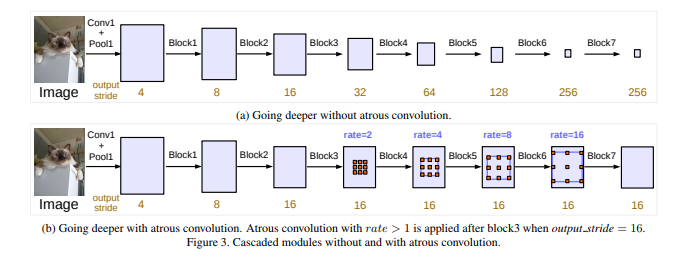 Conv1
+
Pool1
Block1 Block2 Block3 Block4 Block5 Block6 Block7
Image
output
stride
4 8 16 32 64 128 256 256
(a) Going deeper without atrous convolution.
rate=2 rate=4 rate=8 rate=16
Conv1
+
Pool1
Block1 Block2 Block3 Block4 Block5 Block6 Block7
Image
output
stride
4 8 16 16 16 16 16 16
(b) Going deeper with atrous convolution. Atrous convolution with rate > 1 is applied after block3 when output_stride = 16.
Figure 3. Cascaded modules without and with atrous convolution.